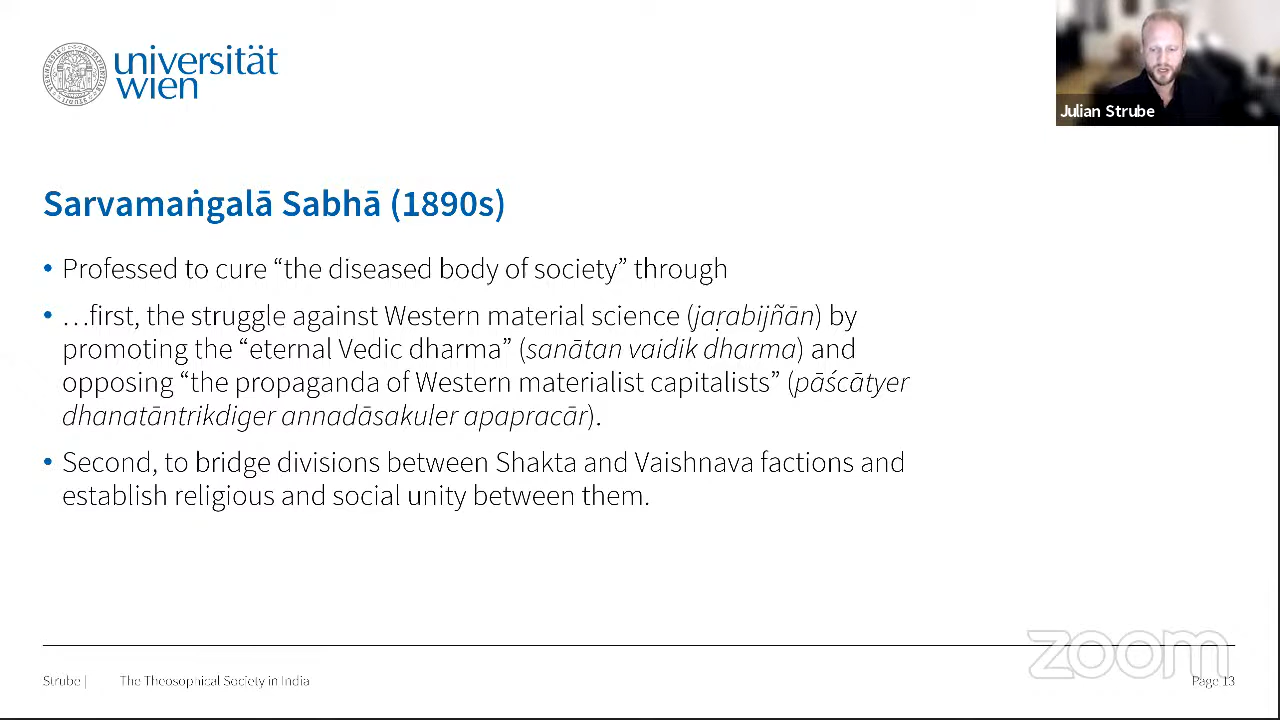 universität
wien
Julian Strube
Sarvamaṅgalā Sabhā (1890s)
• Professed to cure “the diseased body of society” through
• …first, the struggle against Western material science (jaṛabijñān) by
promoting the “eternal Vedic dharma” (sanātan vaidik dharma) and
opposing “the propaganda of Western materialist capitalists” (pāścātyer
dhanatāntrikdiger annadāsakuler apapracār).
• Second, to bridge divisions between Shakta and Vaishnava factions and
establish religious and social unity between them.
zoom
Strube | The Theosophical Society in India Page 13